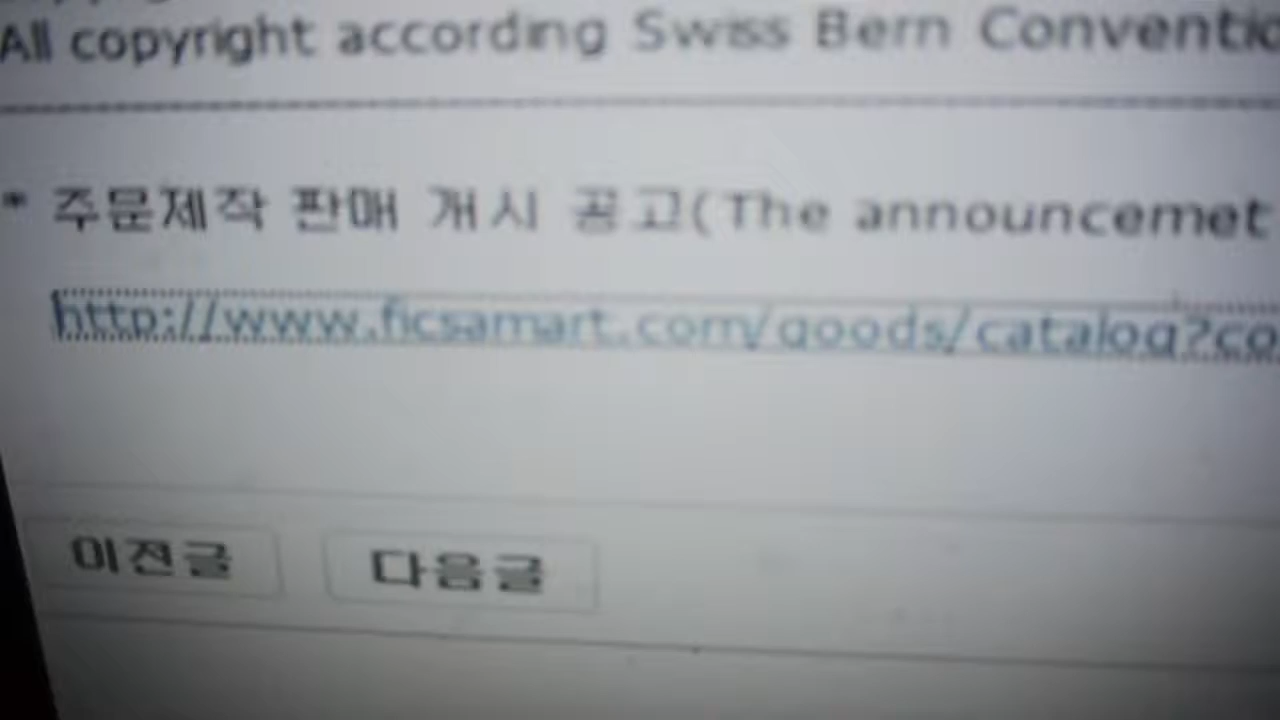 All copyright according Swiss Bern Conventio
* 주문제작 판매 개시 공고(The announcemet
http://www.ficsamart.com/goods/catalog?co
이전글 다음글